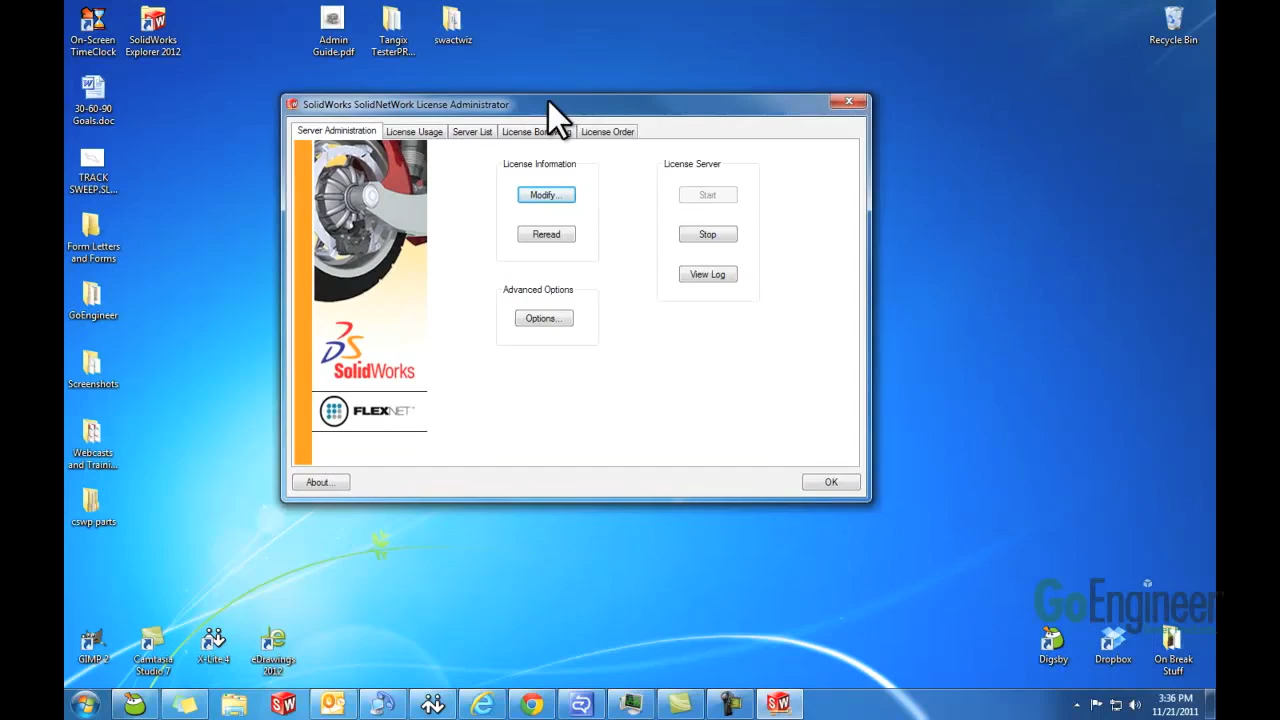 On-Screen
TimeClock
SolidWorks
Explorer 2012
Admin
Guide.pdf
Tangix
TesterPR...
swactwiz
Recycle Bin
30-60-90
Goals.doc
TRACK
SWEEP.SL...
Form Letters
and Forms
GoEngineer
Screenshots
Webcasts
and Traini...
cswp parts
SolidWorks SolidNetWork License Administrator
Server Administration
License Usage
Server List
License
License Order
License Information
Modify...
Reread
License Server
Start
Stop
View Log
Advanced Options
Options...
DS
SolidWorks
FLEXNET
About...
OK
GoEngineer
GIMP 2
Camtasia
Studio 7
X-Lite 4
eDrawings
2012
Digsby
Dropbox
On Break
Stuff
3:36 PM
11/21/2011